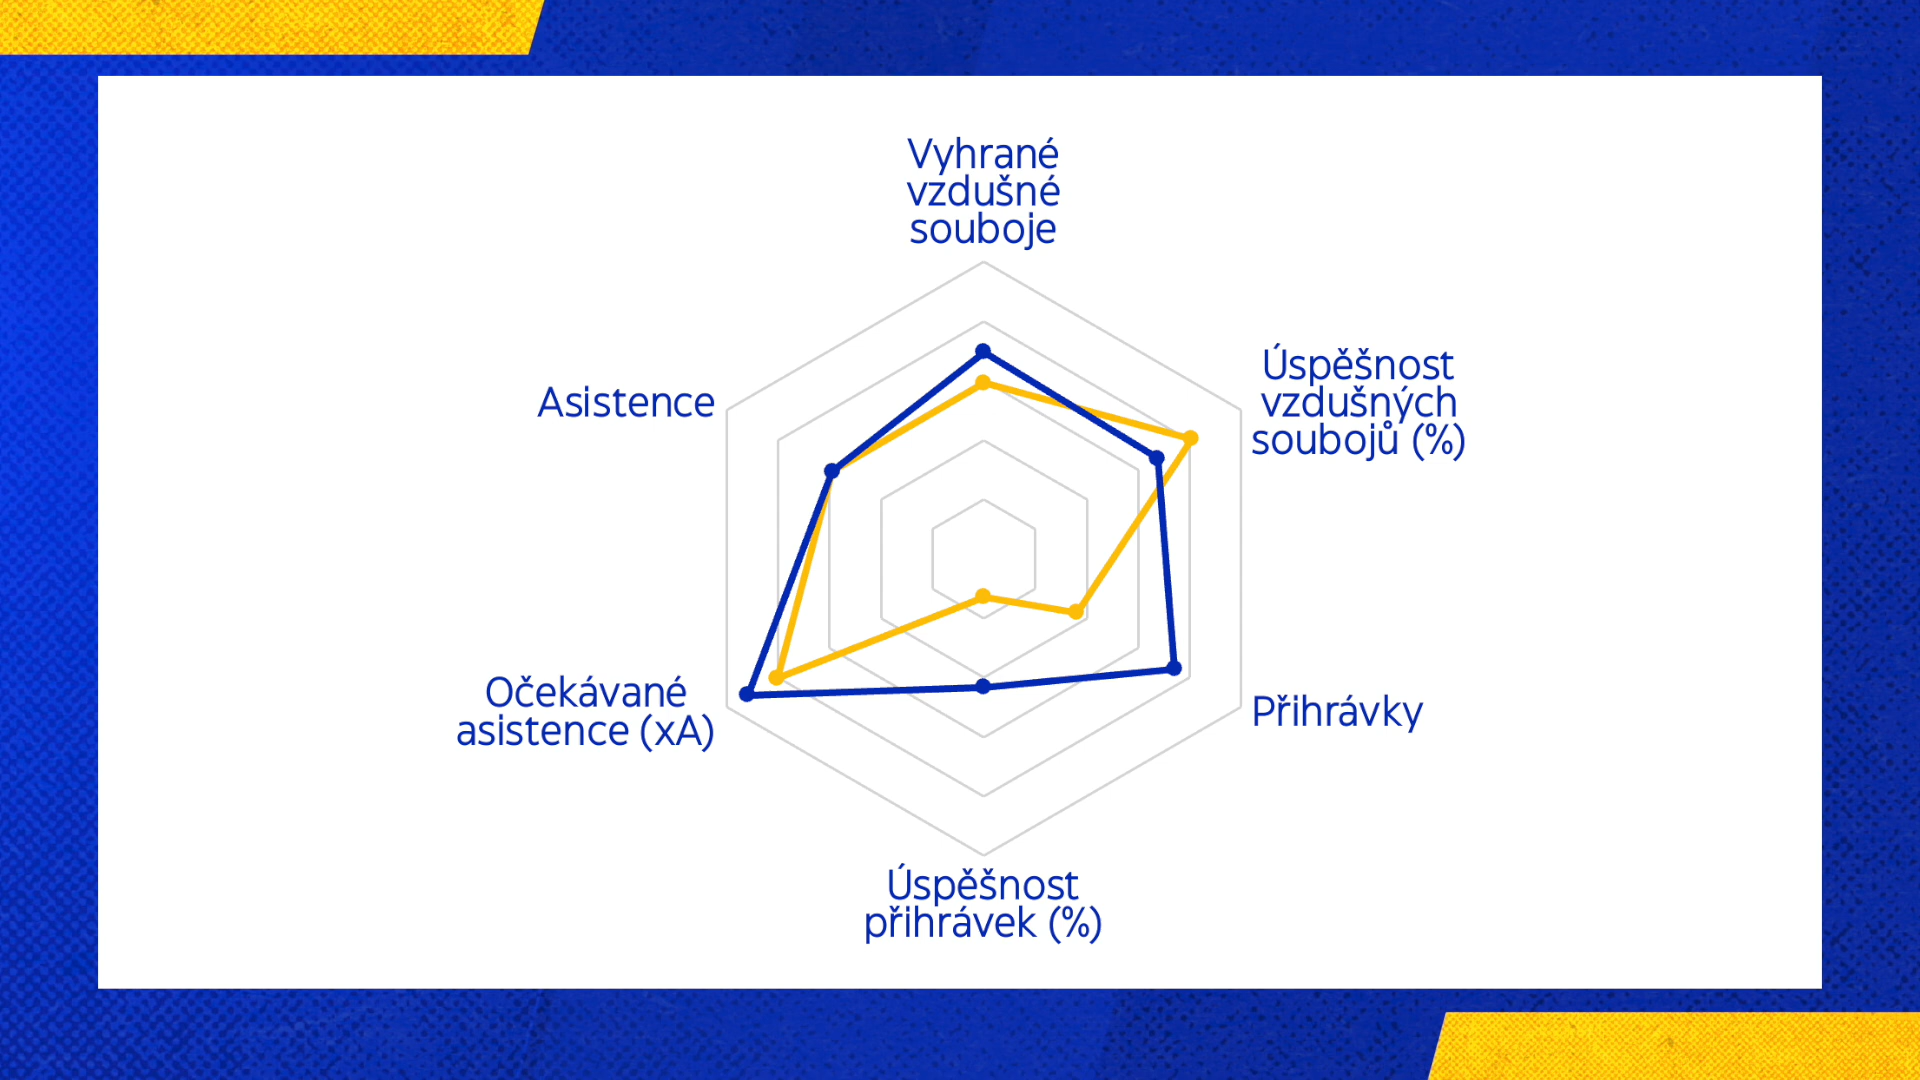 Vyhrané
vzdušné
souboje
Úspěšnost
vzdušných
soubojů (%)
Asistence
Očekávané
asistence (xA)
Přihrávky
Úspěšnost
přihrávek (%)